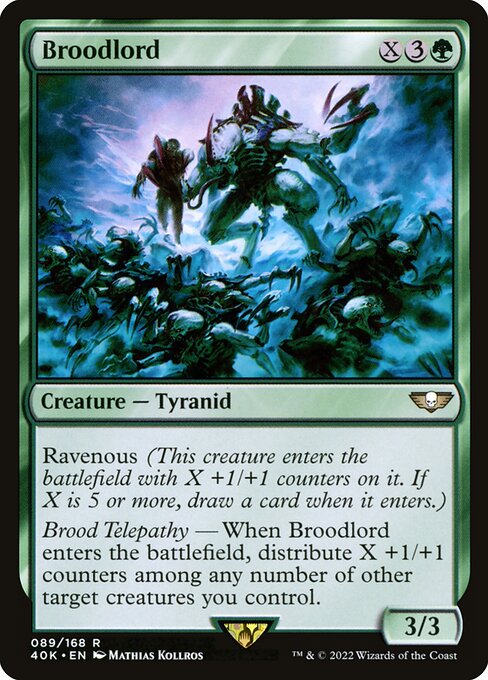 Broodlord X3
Creature — Tyranid
Ravenous (This creature enters the
battlefield with X +1/+1 counters on it. If
X is 5 or more, draw a card when it enters.)
Brood Telepathy — When Broodlord
enters the battlefield, distribute X +1/+1
counters among any number of other
target creatures you control.
3/3
089/168 R
40K • EN Mathias Kollros
™ & © 2022 Wizards of the Coast